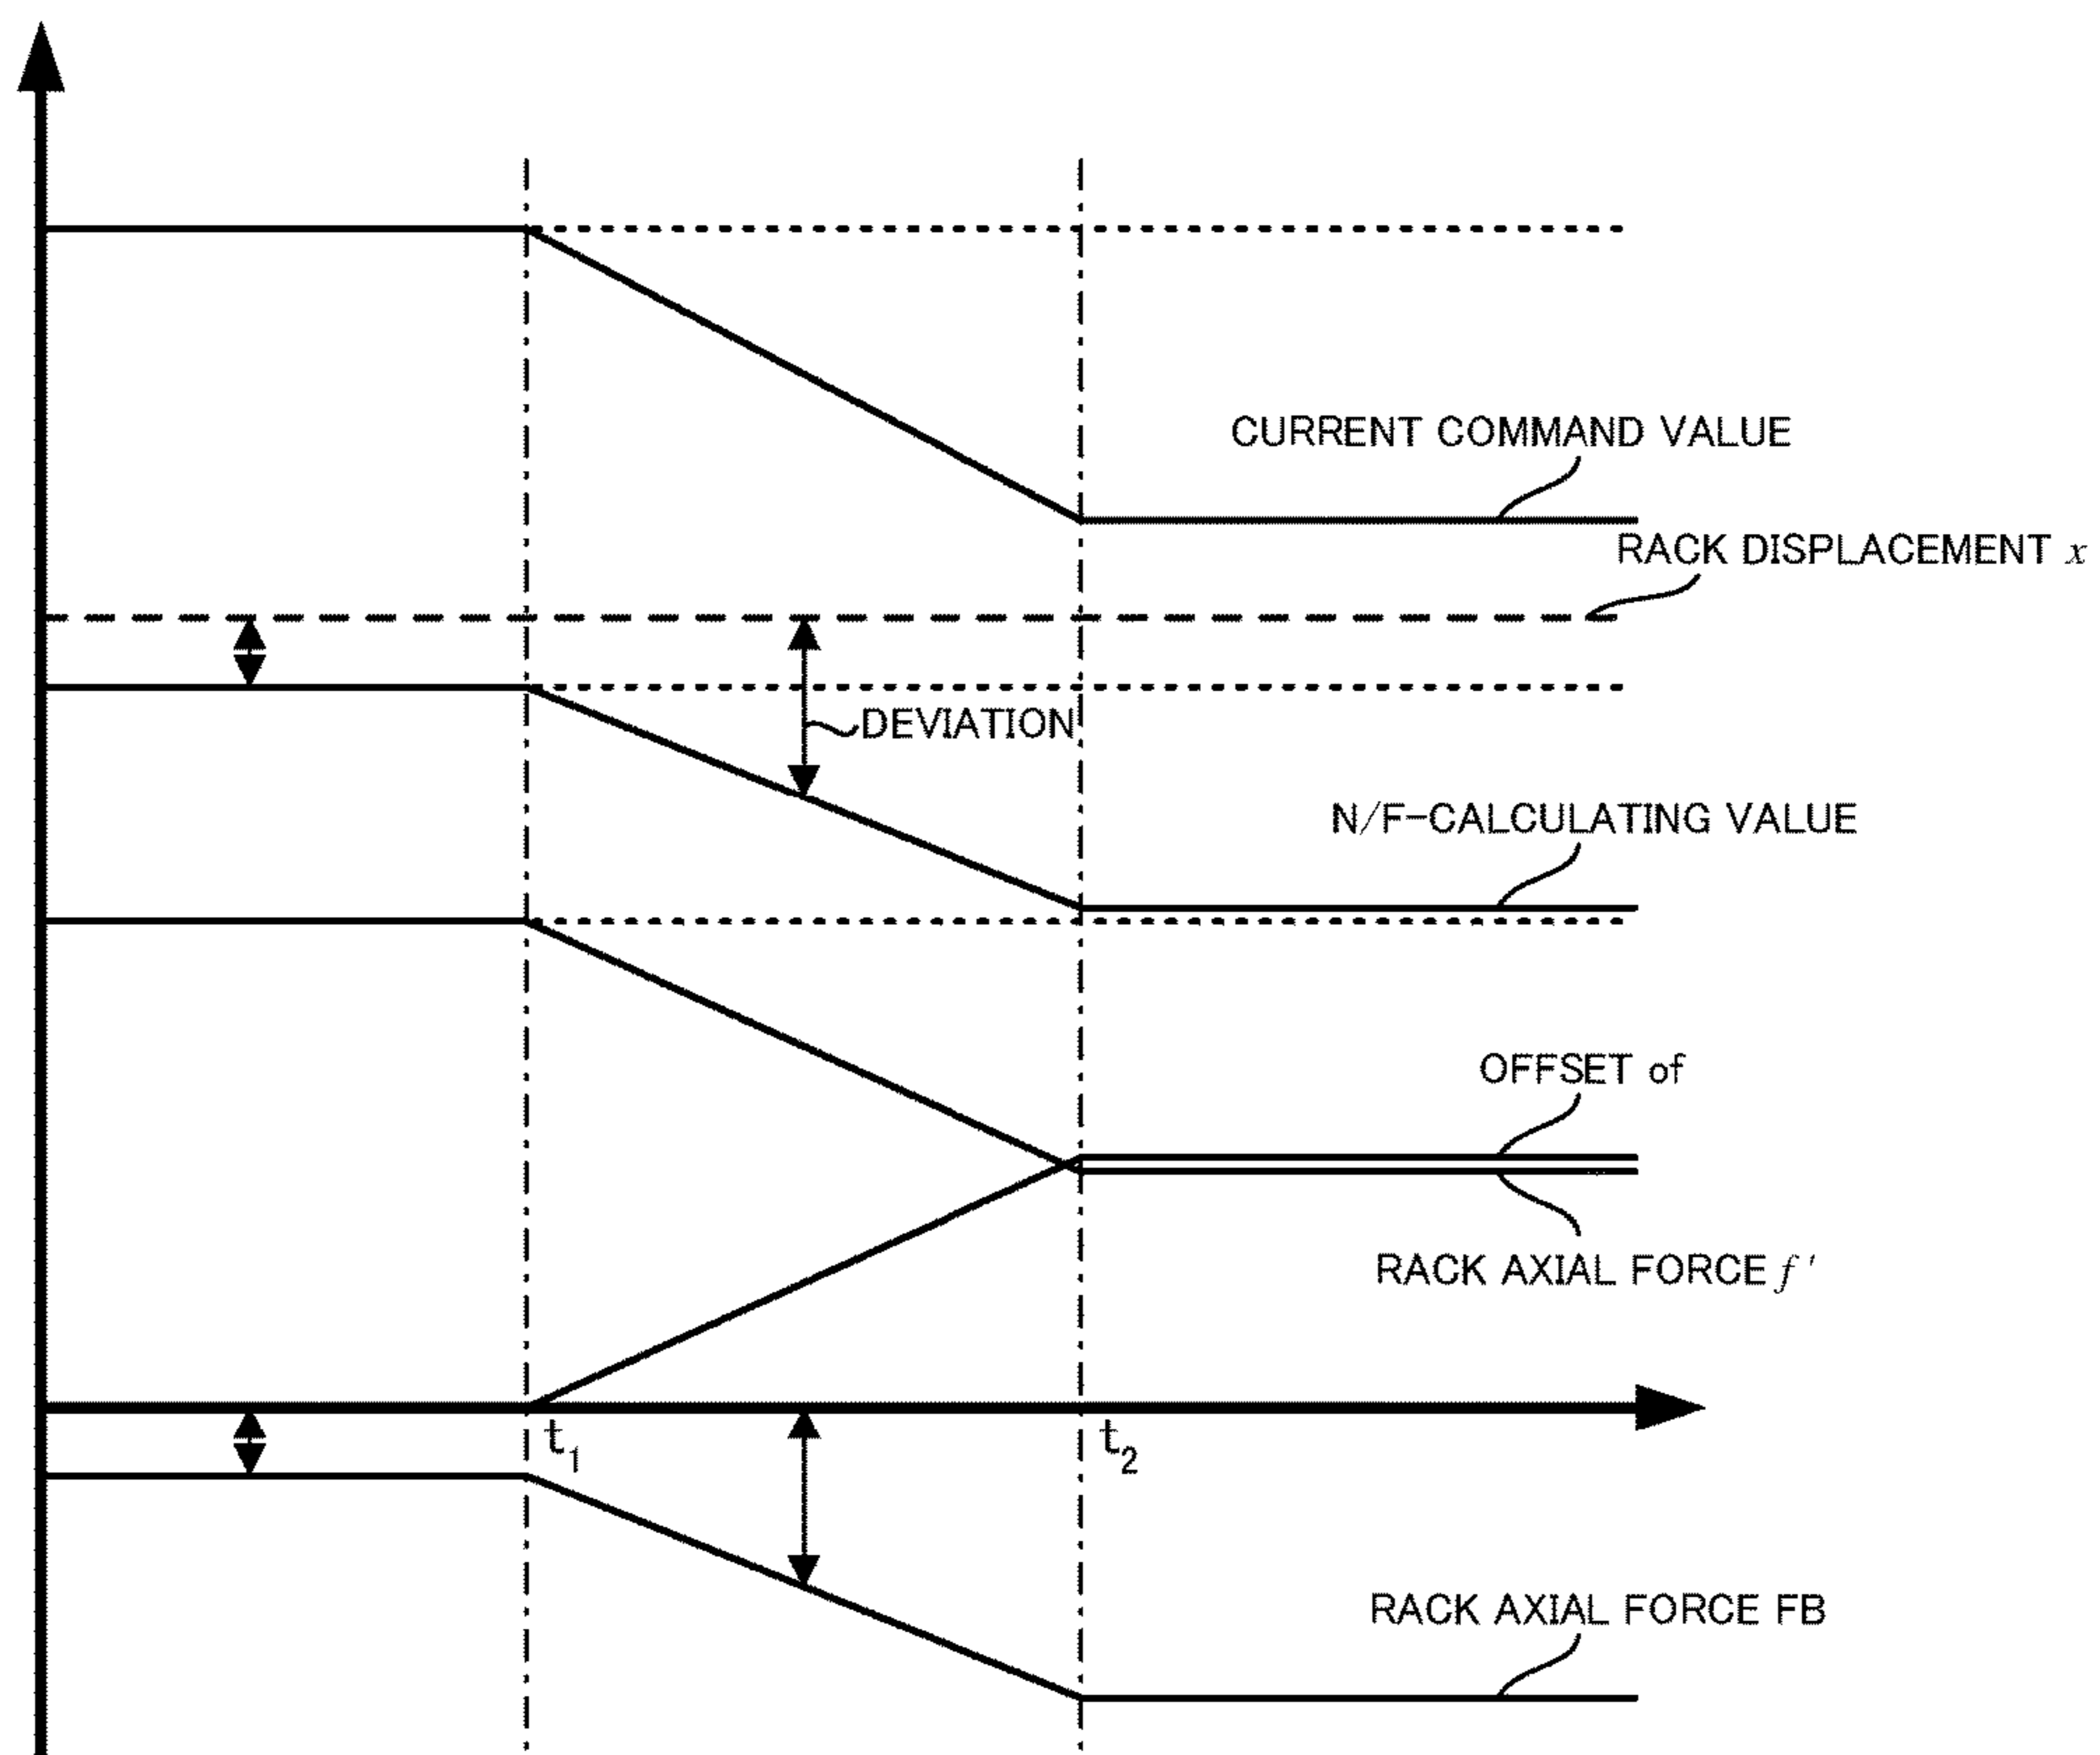 CURRENT COMMAND VALUE
RACK DISPLACEMENT x
DEVIATION
N/F-CALCULATING VALUE
OFFSET of
RACK AXIAL FORCE f'
t1
t2
RACK AXIAL FORCE FB